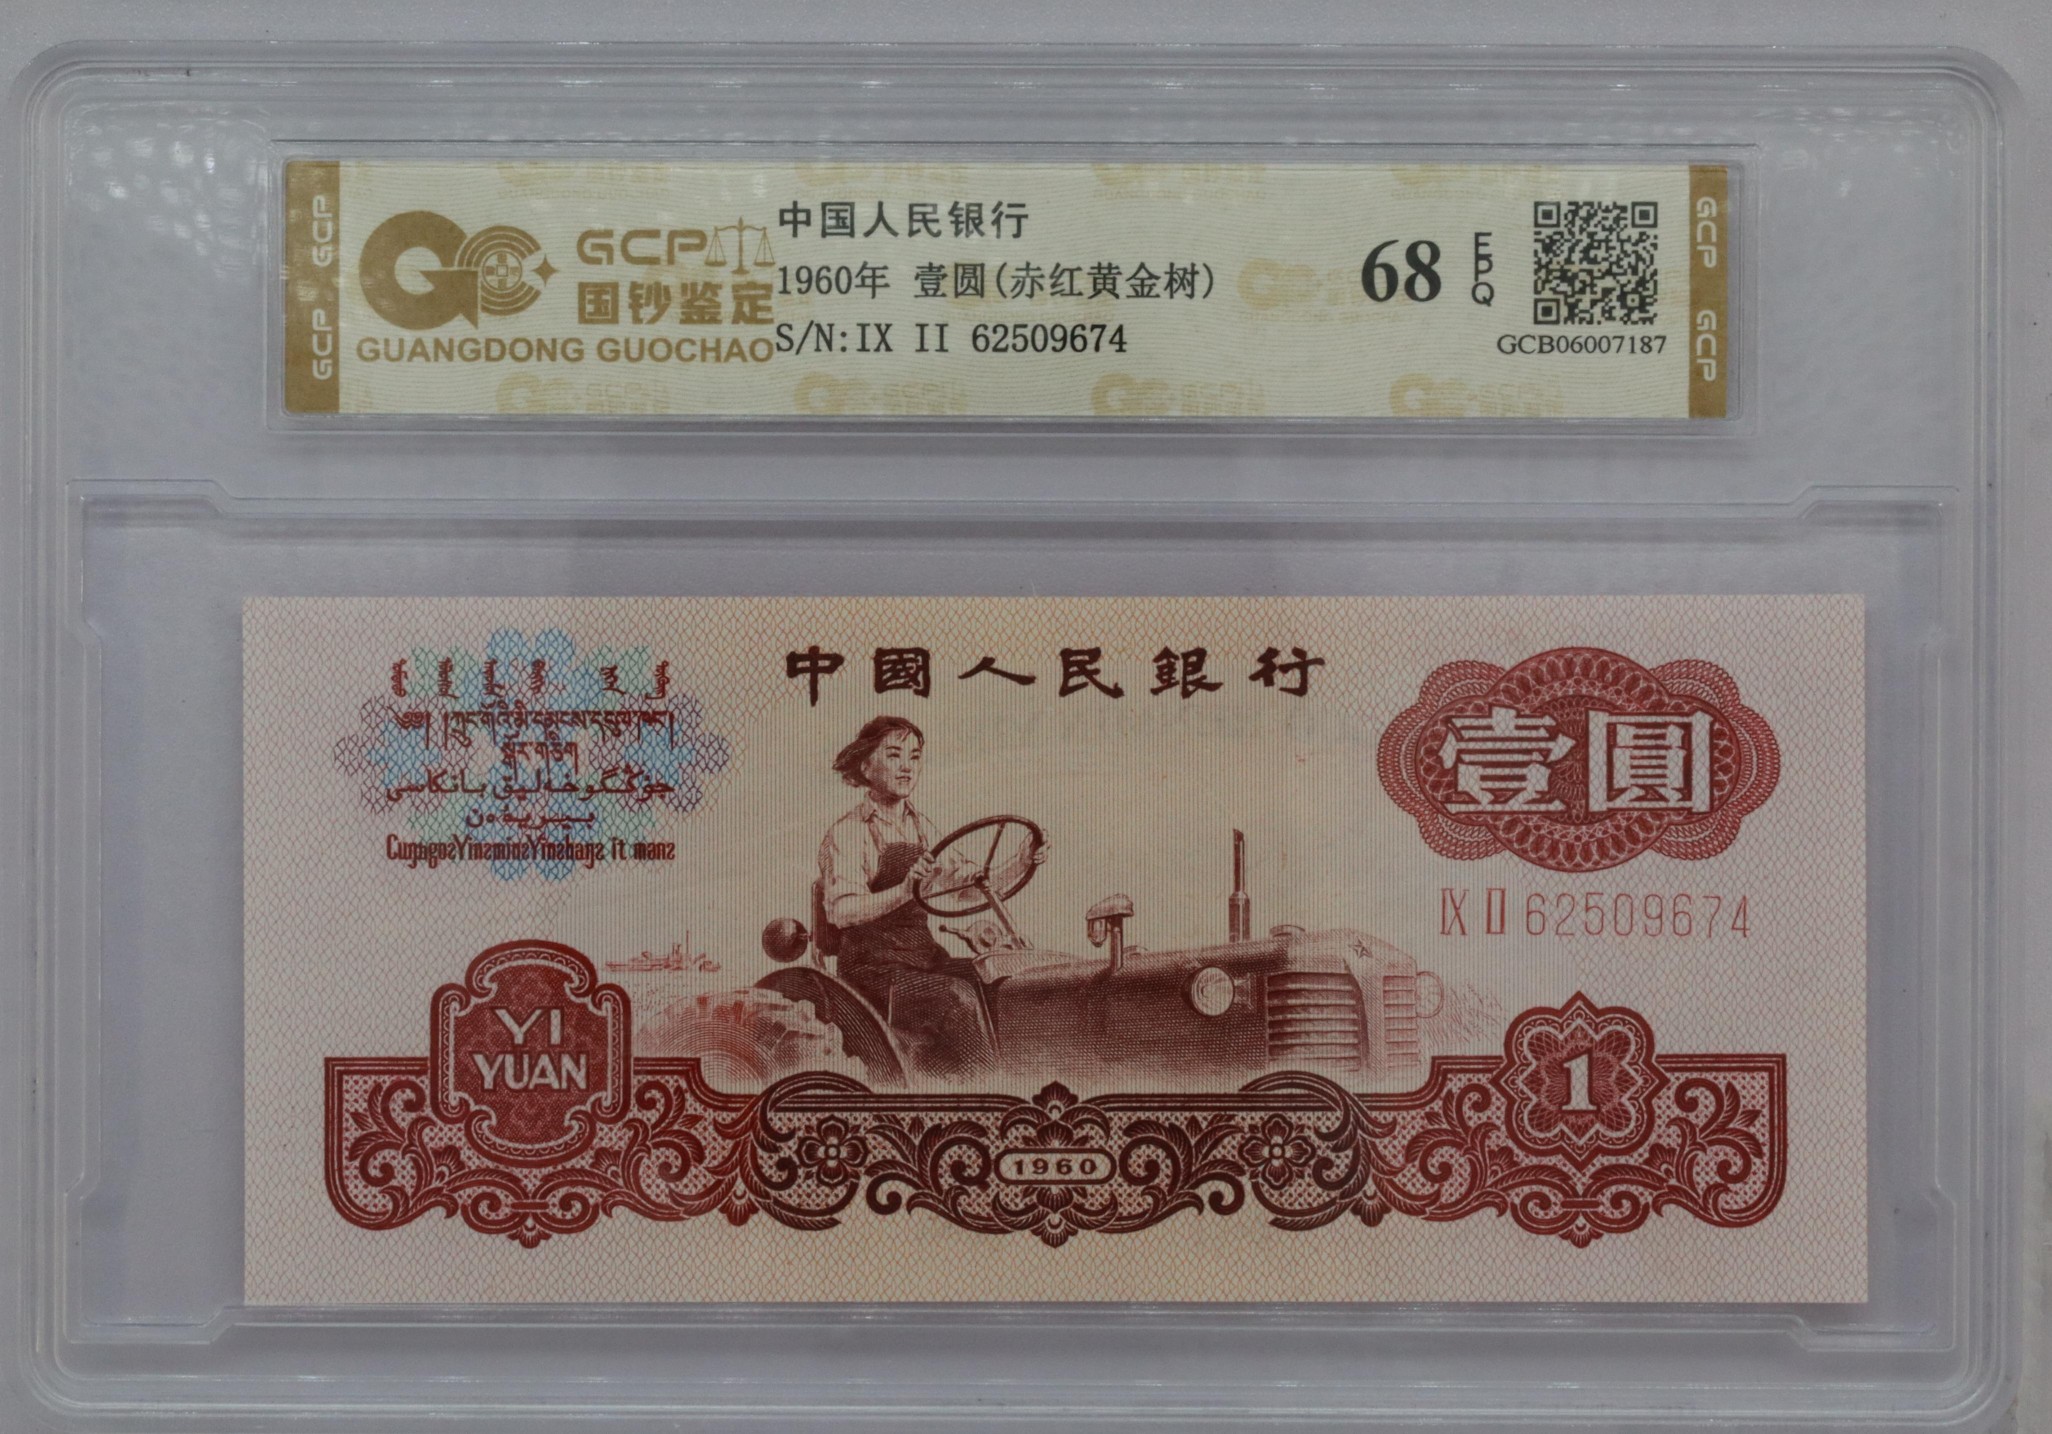 GCP
GCP
GCP
国钞鉴定
GUANGDONG GUOCHAO
中国人民银行
1960年 壹圆(赤红黄金树)
S/N:IX II 62509674
68
EPQ
GCB06007187
GCP
GCP
中國人民銀行
壹圓
IX II 62509674
YI
YUAN
1
1960